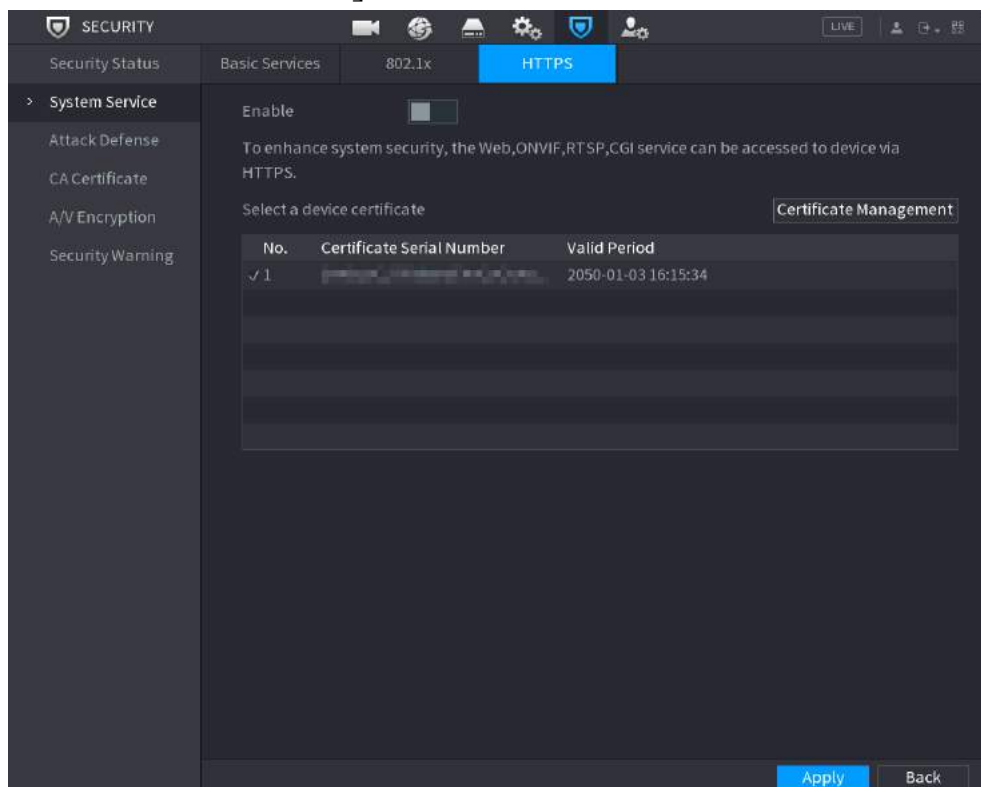 SECURITY
LIVE
Security Status
Basic Services
802.1x
HTTPS
> System Service
Enable
Attack Defense
To enhance system security, the Web,ONVIF,RTSP,CGI service can be accessed to device via
HTTPS.
CA Certificate
Select a device certificate
Certificate Management
A/V Encryption
No. Certificate Serial Number Valid Period
Security Warning
✓ 1 2050-01-03 16:15:34
Apply
Back